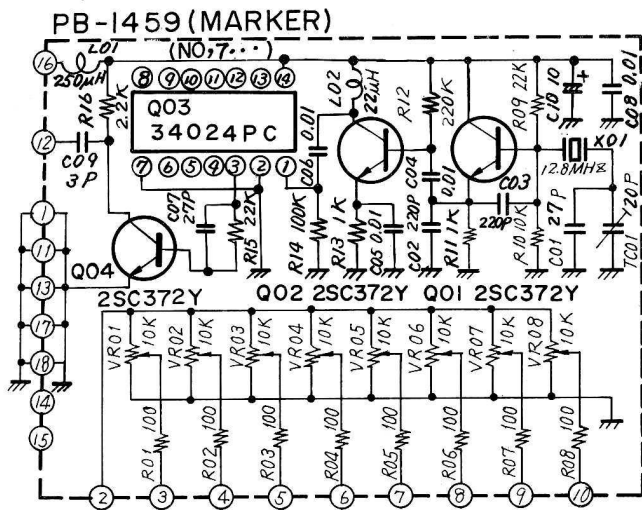 PB-1459 (MARKER)
(NO,7···)
16
L01
250μH
R16
2.2K
8 9 10 11 12 13 14
Q03
34024PC
7 6 5 4 3 2 1
12
C09
3P
C07
27P
R15
22K
C06
0.01
R14
100K
L02
22μH
R13
1K
C05
0.01
R12
220K
C04
0.01
C02
220P
C03
220P
R11
1K
R09
22K
R10
10K
C10
10
+
C08
0.01
X01
12.8MHz
C01
27P
TC01
20P
1
11
13
17
18
14
15
Q04
2SC372Y
Q02 2SC372Y
Q01 2SC372Y
VR01 10K
VR02 10K
VR03 10K
VR04 10K
VR05 10K
VR06 10K
VR07 10K
VR08 10K
R01 100
R02 100
R03 100
R04 100
R05 100
R06 100
R07 100
R08 100
2 3 4 5 6 7 8 9 10